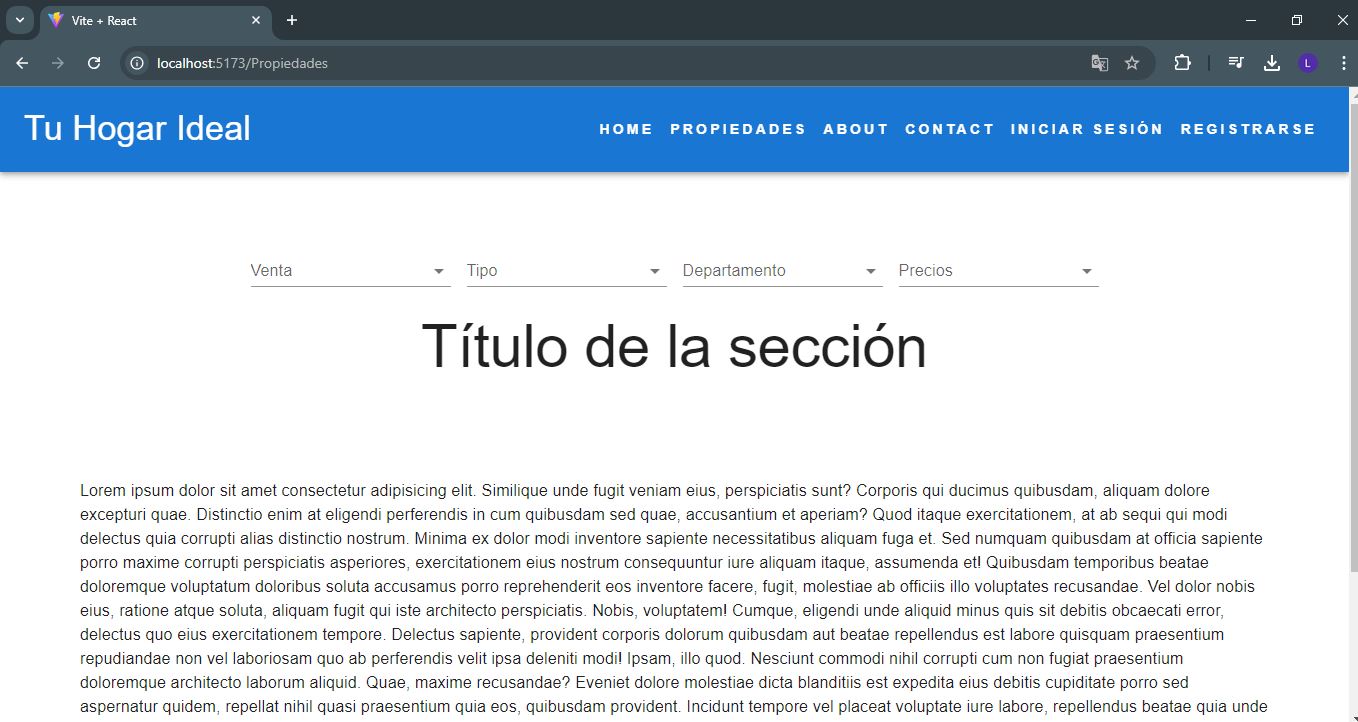 Vite + React
localhost:5173/Propiedades
L
Tu Hogar Ideal
HOME PROPIEDADES ABOUT CONTACT INICIAR SESIÓN REGISTRARSE
Venta Tipo Departamento Precios
Título de la sección
Lorem ipsum dolor sit amet consectetur adipisicing elit. Similique unde fugit veniam eius, perspiciatis sunt? Corporis qui ducimus quibusdam, aliquam dolore
excepturi quae. Distinctio enim at eligendi perferendis in cum quibusdam sed quae, accusantium et aperiam? Quod itaque exercitationem, at ab sequi qui modi
delectus quia corrupti alias distinctio nostrum. Minima ex dolor modi inventore sapiente necessitatibus aliquam fuga et. Sed numquam quibusdam at officia sapiente
porro maxime corrupti perspiciatis asperiores, exercitationem eius nostrum consequuntur iure aliquam itaque, assumenda et! Quibusdam temporibus beatae
doloremque voluptatum doloribus soluta accusamus porro reprehenderit eos inventore facere, fugit, molestiae ab officiis illo voluptates recusandae. Vel dolor nobis
eius, ratione atque soluta, aliquam fugit qui iste architecto perspiciatis. Nobis, voluptatem! Cumque, eligendi unde aliquid minus quis sit debitis obcaecati error,
delectus quo eius exercitationem tempore. Delectus sapiente, provident corporis dolorum quibusdam aut beatae repellendus est labore quisquam praesentium
repudiandae non vel laboriosam quo ab perferendis velit ipsa deleniti modi! Ipsam, illo quod. Nesciunt commodi nihil corrupti cum non fugiat praesentium
doloremque architecto laborum aliquid. Quae, maxime recusandae? Eveniet dolore molestiae dicta blanditiis est expedita eius debitis cupiditate porro sed
aspernatur quidem, repellat nihil quasi praesentium quia eos, quibusdam provident. Incidunt tempore vel placeat voluptate iure labore, repellendus beatae quia unde